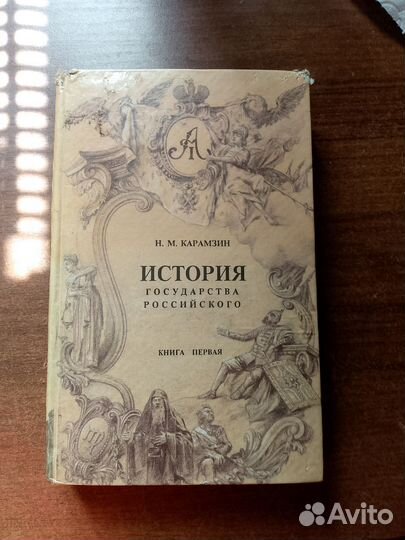 Н. М. КАРАМЗИН
ИСТОРИЯ
ГОСУДАРСТВА
РОССИЙСКОГО
КНИГА ПЕРВАЯ
Avito